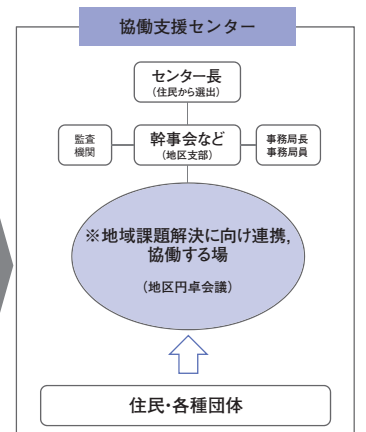 協働支援センター
センター長
(住民から選出)
監査
機関
幹事会など
(地区支部)
事務局長
事務局員
※地域課題解決に向け連携,
協働する場
(地区円卓会議)
住民・各種団体